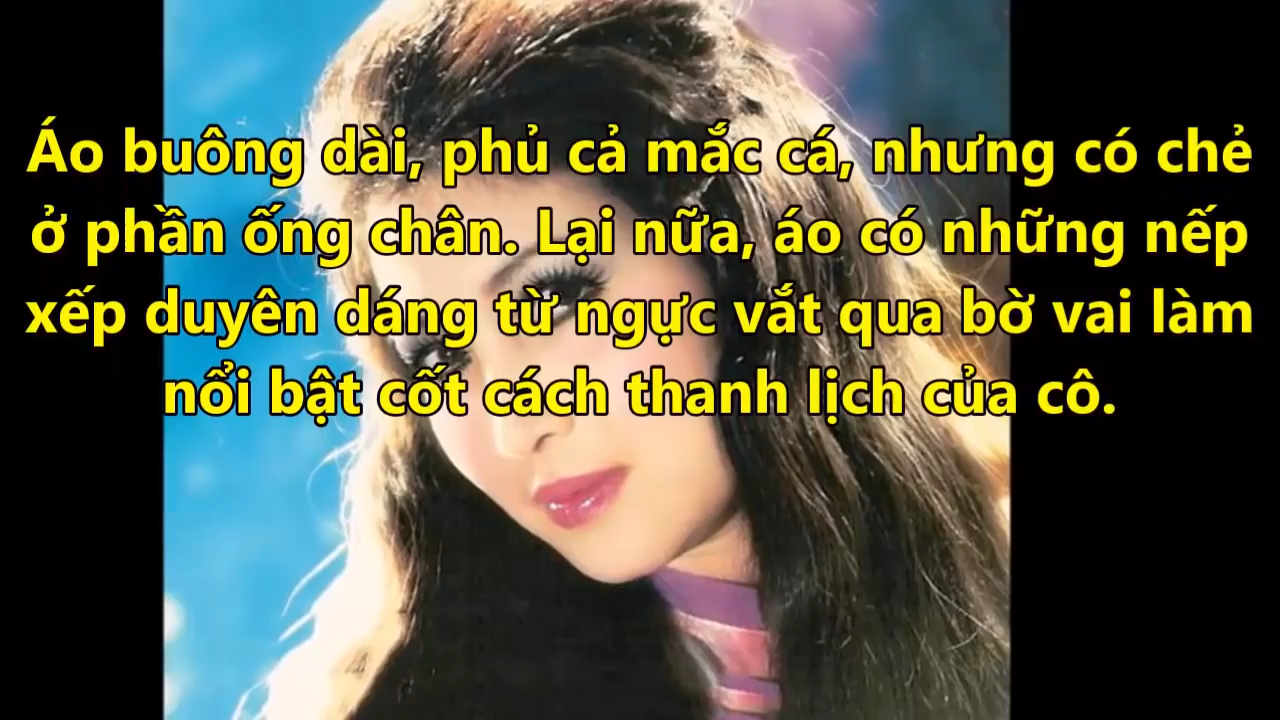 Áo buông dài, phủ cả mắc cá, nhưng có chẻ
ở phần ống chân. Lại nữa, áo có những nếp
xếp duyên dáng từ ngực vắt qua bờ vai làm
nổi bật cốt cách thanh lịch của cô.